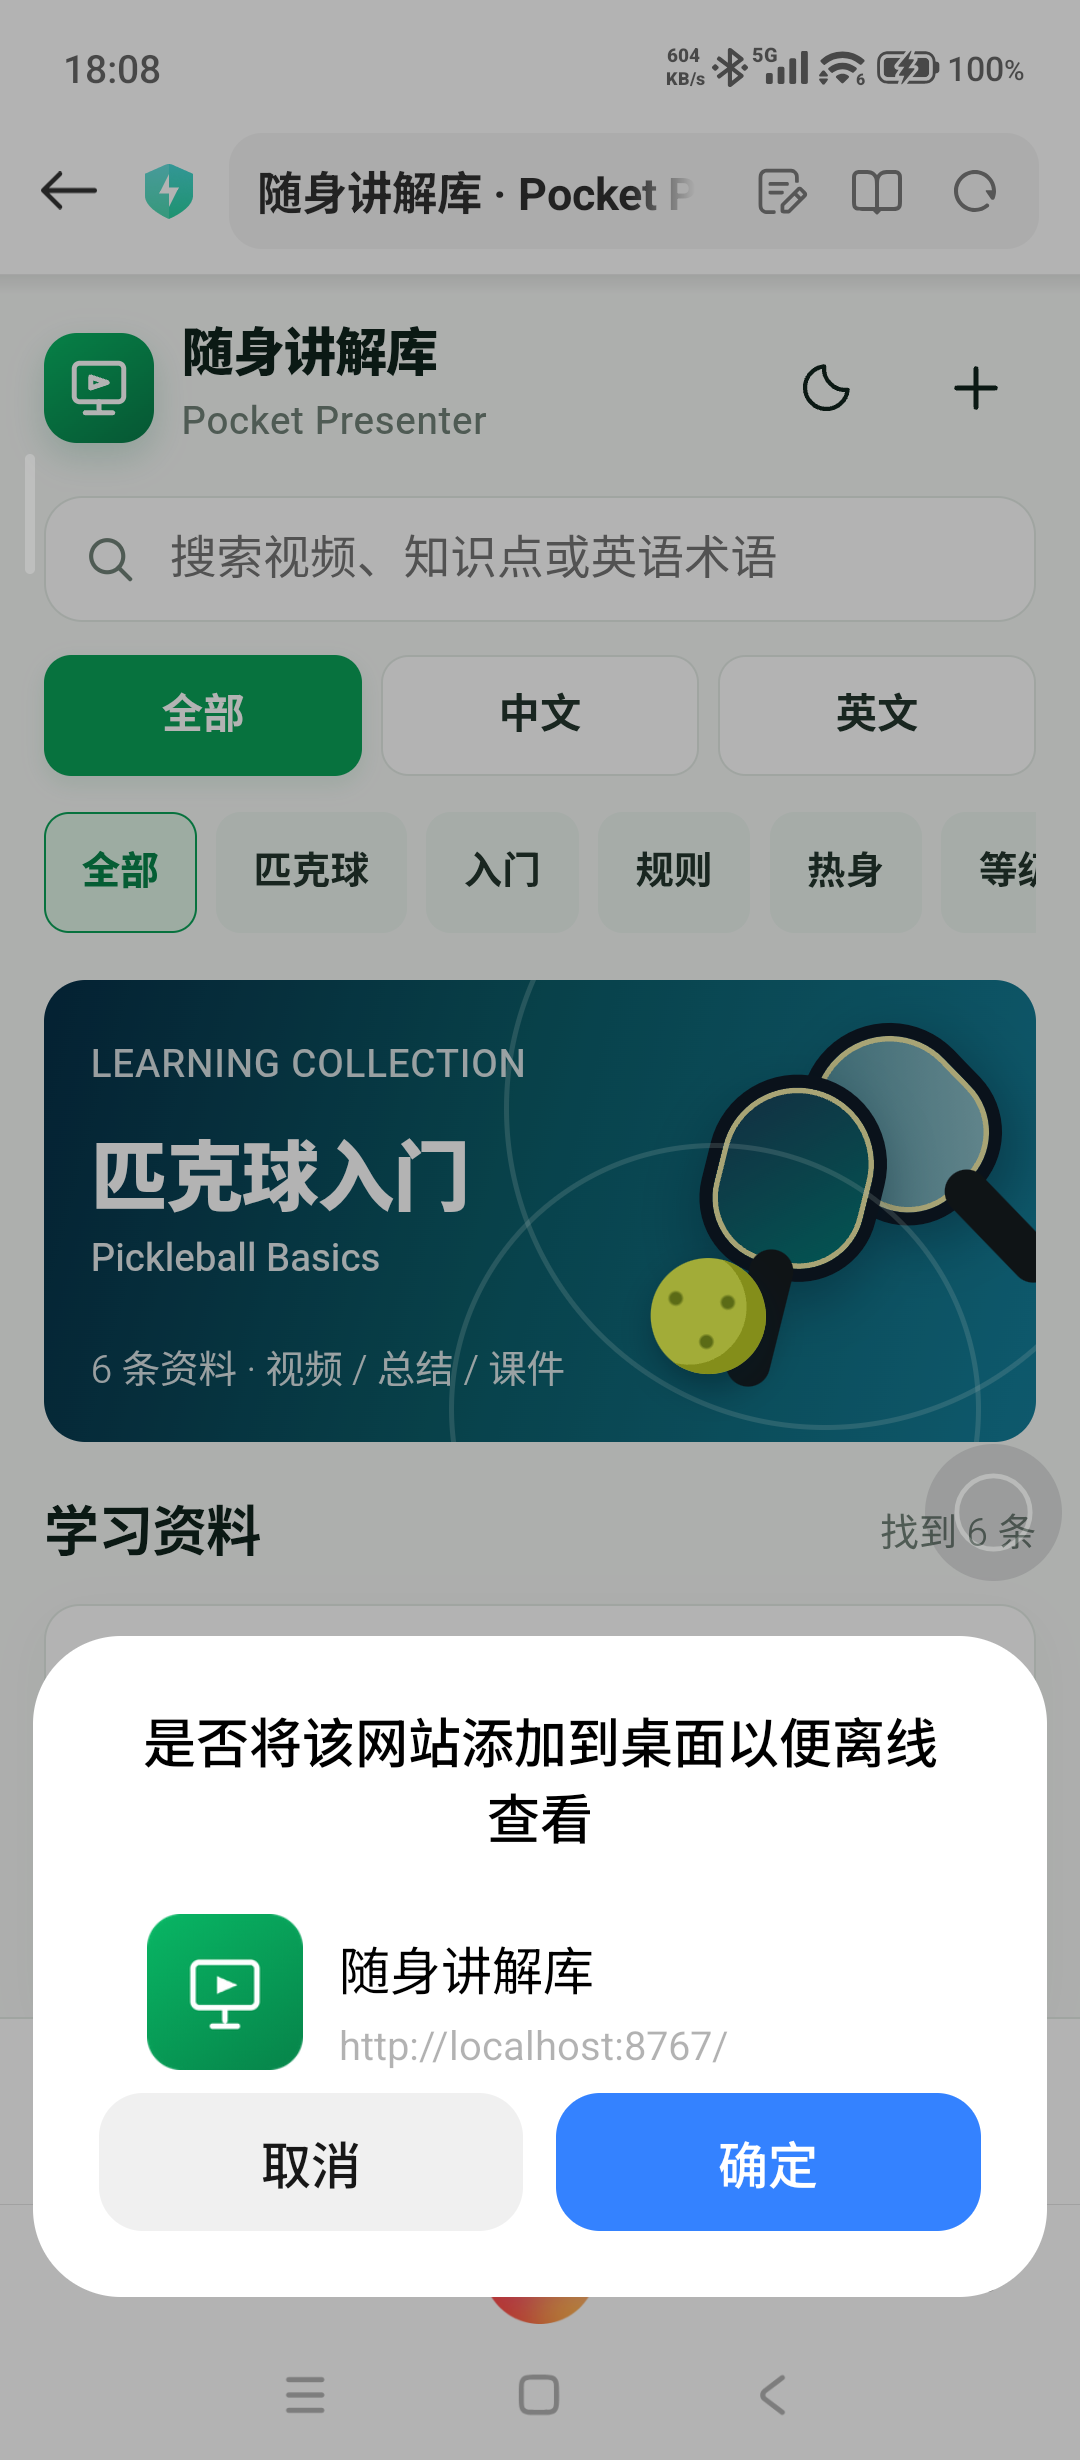 18:08
604
KB/s
5G
6
100%
随身讲解库 · Pocket P
随身讲解库
Pocket Presenter
搜索视频、知识点或英语术语
全部
中文
英文
全部
匹克球
入门
规则
热身
等级
LEARNING COLLECTION
匹克球入门
Pickleball Basics
6 条资料 · 视频 / 总结 / 课件
学习资料
找到 6 条
是否将该网站添加到桌面以便离线
查看
随身讲解库
http://localhost:8767/
取消
确定